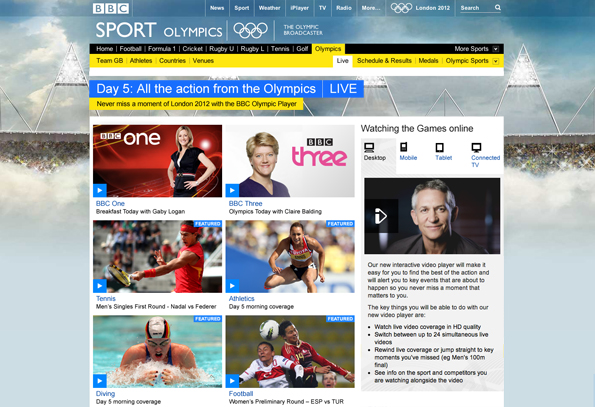 BBC
News Sport Weather iPlayer TV Radio More... London 2012 Search
SPORT OLYMPICS
THE OLYMPIC
BROADCASTER
Home Football Formula 1 Cricket Rugby U Rugby L Tennis Golf Olympics More Sports
Team GB Athletes Countries Venues Live Schedule & Results Medals Olympic Sports
Day 5: All the action from the Olympics LIVE
Never miss a moment of London 2012 with the BBC Olympic Player
BBC one
BBC three
BBC One
Breakfast Today with Gaby Logan
BBC Three
Olympics Today with Claire Balding
FEATURED
FEATURED
Tennis
Men's Singles First Round - Nadal vs Federer
Athletics
Day 5 morning coverage
FEATURED
FEATURED
Diving
Day 5 morning coverage
Football
Women's Preliminary Round – ESP vs TUR
Watching the Games online
Desktop Mobile Tablet Connected
TV
Our new interactive video player will make it
easy for you to find the best of the action and
will alert you to key events that are about to
happen so you never miss a moment that
matters to you.
The key things you will be able to do with our
new video player are:
Watch live video coverage in HD quality
Switch between up to 24 simultaneous live
videos
Rewind live coverage or jump straight to key
moments you've missed (eg Men's 100m
final)
See info on the sport and competitors you
are watching alongside the video